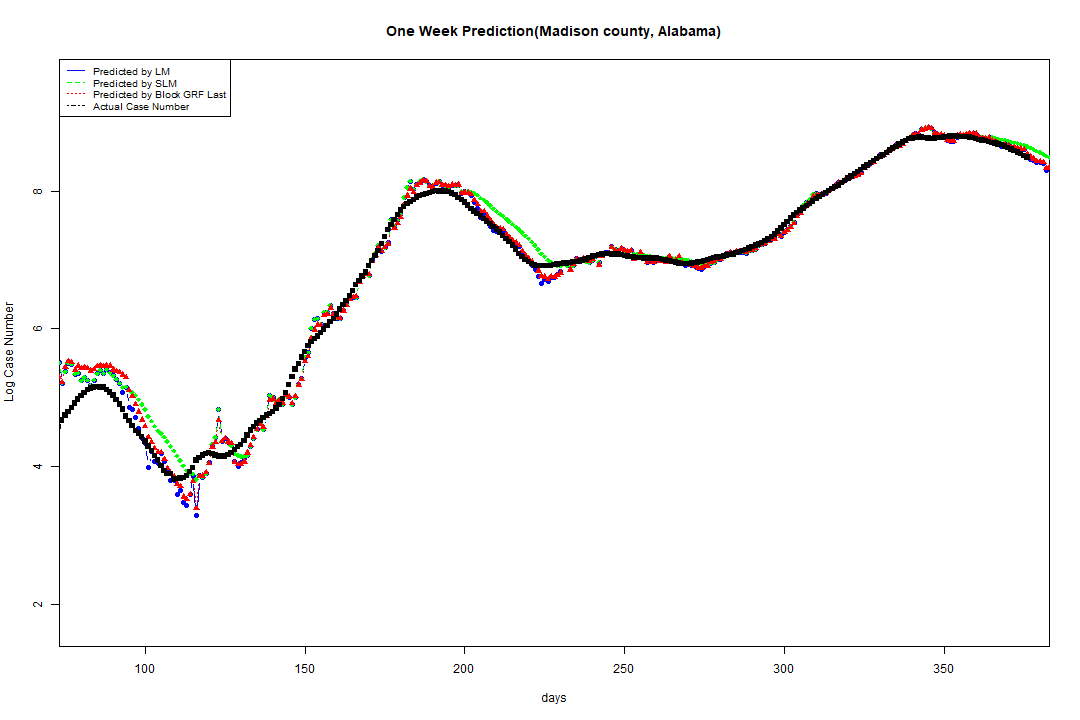 One Week Prediction(Madison county, Alabama)
Predicted by LM
Predicted by SLM
Predicted by Block GRF Last
Actual Case Number
Log Case Number
8
6
4
2
100 150 200 250 300 350
days